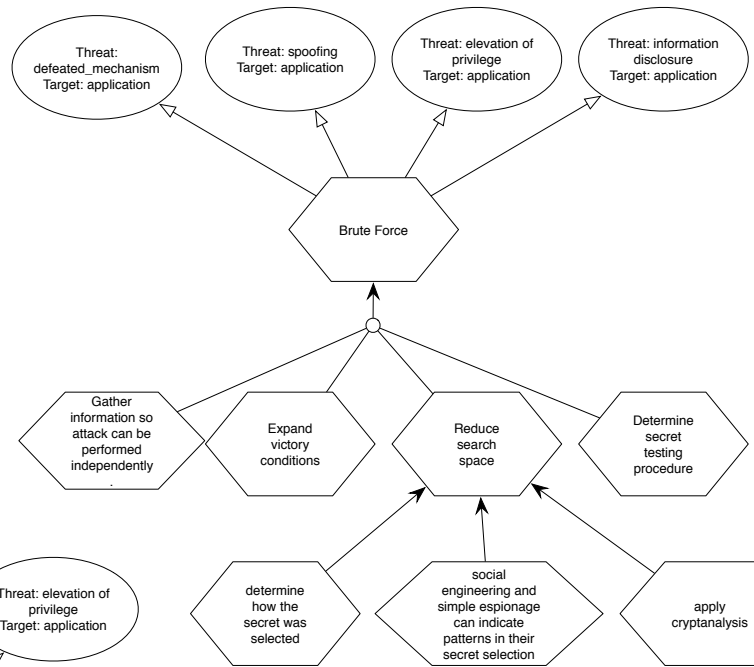 Threat:
defeated_mechanism
Target: application
Threat: spoofing
Target: application
Threat: elevation of
privilege
Target: application
Threat: information
disclosure
Target: application
Brute Force
Gather
information so
attack can be
performed
independently
.
Expand
victory
conditions
Reduce
search
space
Determine
secret
testing
procedure
Threat: elevation of
privilege
Target: application
determine
how the
secret was
selected
social
engineering and
simple espionage
can indicate
patterns in their
secret selection
apply
cryptanalysis